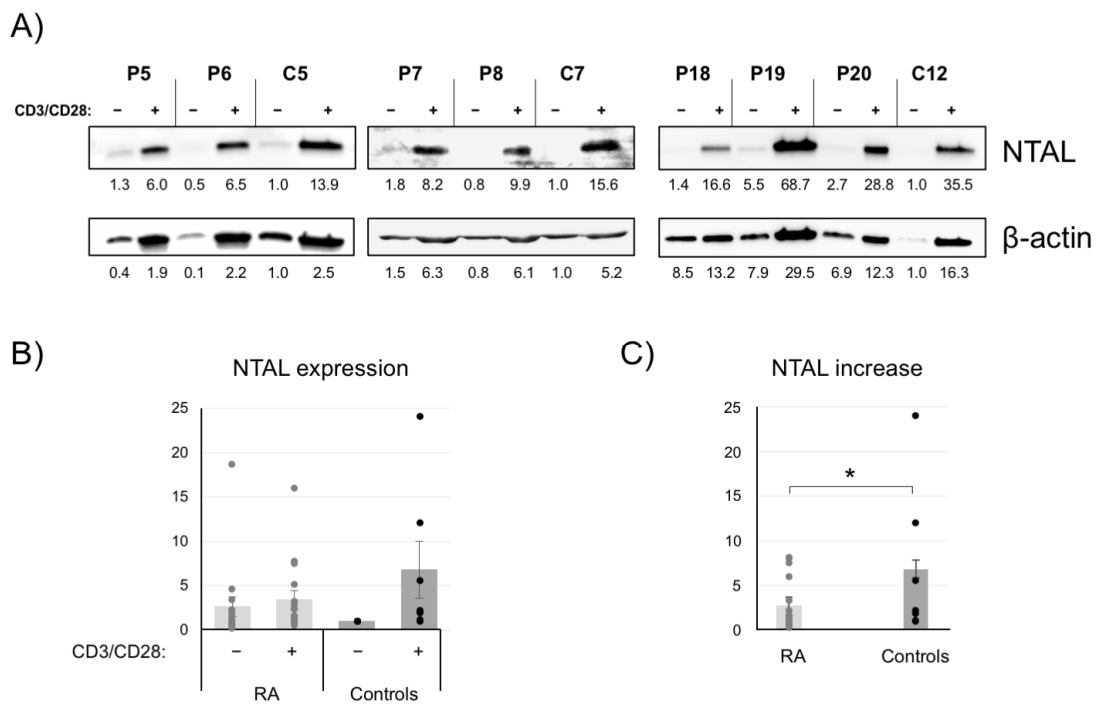 A)
P5 P6 C5 P7 P8 C7 P18 P19 P20 C12
CD3/CD28: – + – + – + – + – + – + – + – + – + – +
NTAL
1.3 6.0 0.5 6.5 1.0 13.9 1.8 8.2 0.8 9.9 1.0 15.6 1.4 16.6 5.5 68.7 2.7 28.8 1.0 35.5
β-actin
0.4 1.9 0.1 2.2 1.0 2.5 1.5 6.3 0.8 6.1 1.0 5.2 8.5 13.2 7.9 29.5 6.9 12.3 1.0 16.3
B)
NTAL expression
25
20
15
10
5
0
CD3/CD28: – + – +
RA Controls
C)
NTAL increase
25
20
15
10
5
0
*
RA Controls